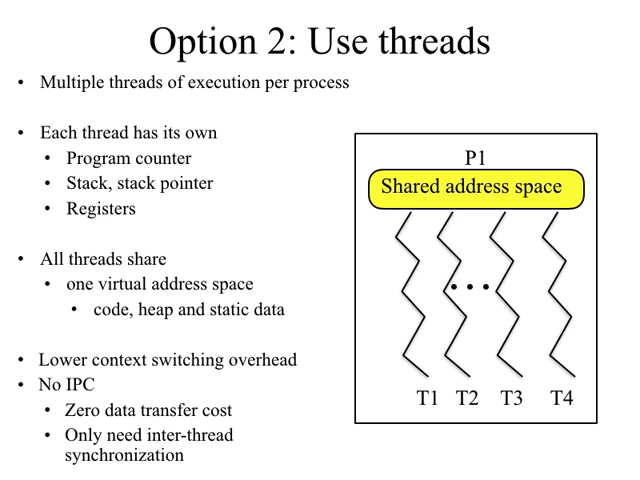 Option 2: Use threads
• Multiple threads of execution per process
• Each thread has its own
• Program counter
• Stack, stack pointer
• Registers
• All threads share
• one virtual address space
• code, heap and static data
• Lower context switching overhead
• No IPC
• Zero data transfer cost
• Only need inter-thread
synchronization
P1
Shared address space
• • •
T1 T2 T3 T4